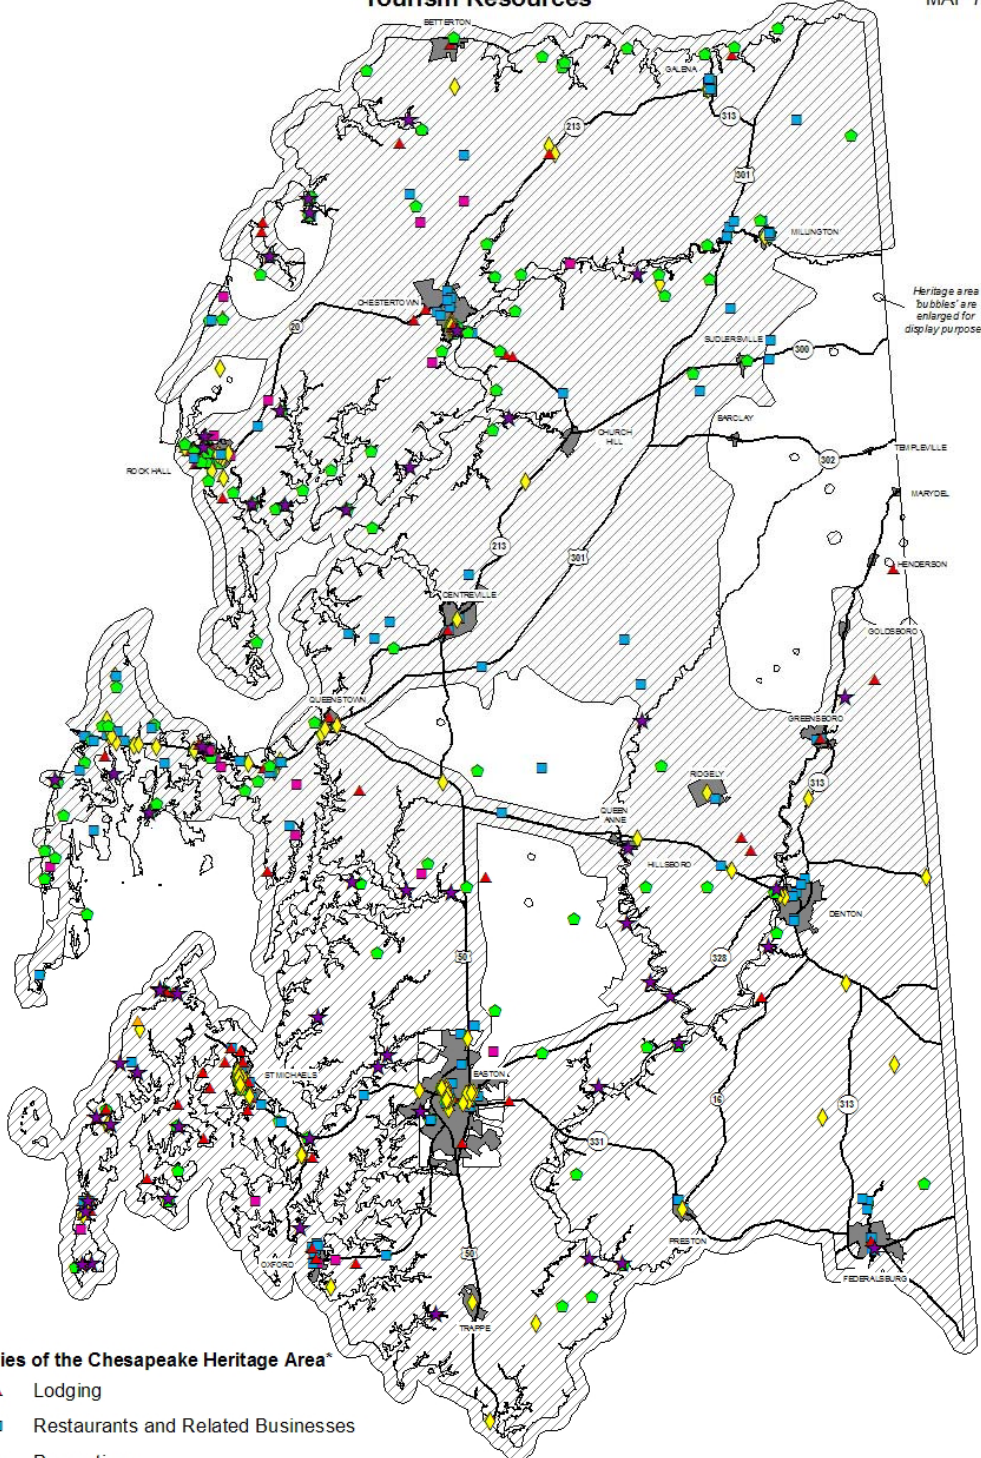 Tourism Resources
MAP 7
BETTERTON
GALENA
213
313
301
MILLINGTON
Heritage area
'bubbles' are
enlarged for
display purpose
CHESTERTOWN
20
SUDLERSVILLE
300
BARCLAY
CHURCH
HILL
TEMPLEVILLE
302
ROCK HALL
MARYDEL
213
301
HENDERSON
CENTREVILLE
GOLDSBORO
QUEENSTOWN
GREENSBORO
RIDGELY
313
QUEEN
ANNE
HILLSBORO
DENTON
50
328
ST MICHAELS
EASTON
16
313
331
PRESTON
50
OXFORD
FEDERALSBURG
TRAPPE
ies of the Chesapeake Heritage Area*
Lodging
Restaurants and Related Businesses